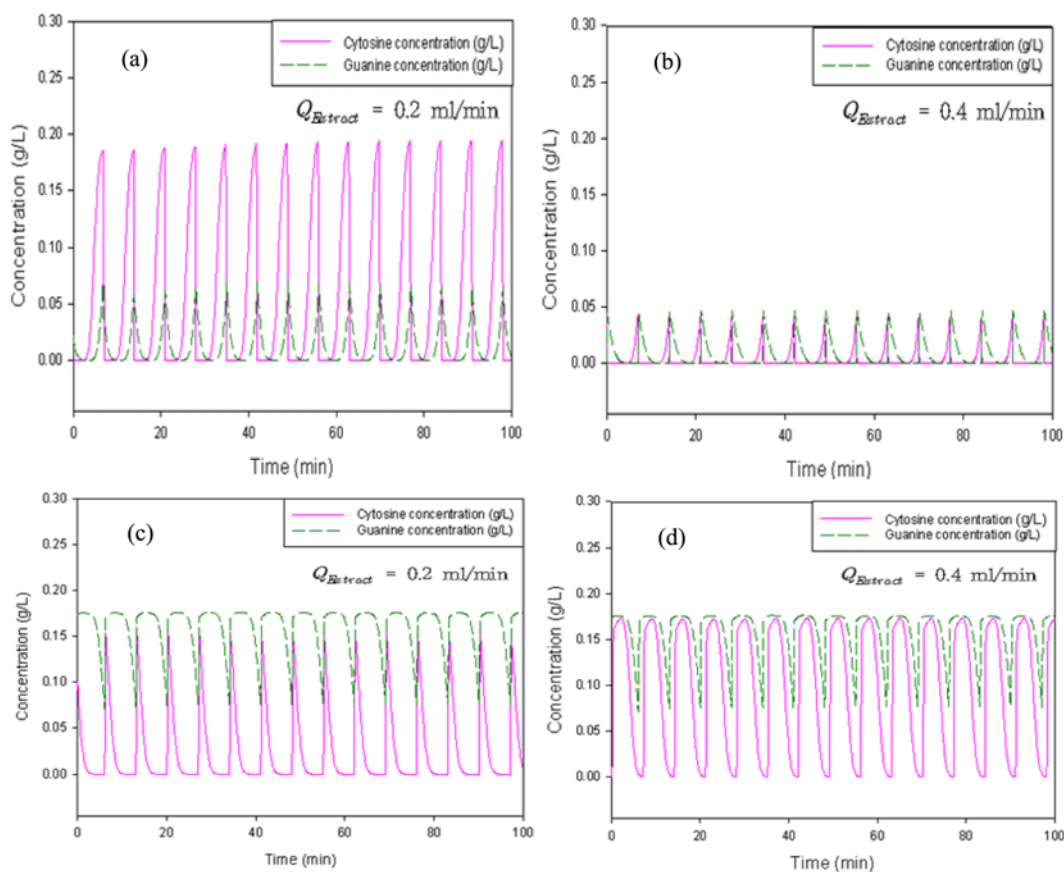 (a)
Cytosine concentration (g/L)
Guanine concentration (g/L)
Q_Extract = 0.2 ml/min
Concentration (g/L)
0.30
0.25
0.20
0.15
0.10
0.05
0.00
0 20 40 60 80 100
Time (min)
(b)
Cytosine concentration (g/L)
Guanine concentration (g/L)
Q_Extract = 0.4 ml/min
Concentration (g/L)
0.30
0.25
0.20
0.15
0.10
0.05
0.00
0 20 40 60 80 100
Time (min)
(c)
Cytosine concentration (g/L)
Guanine concentration (g/L)
Q_Extract = 0.2 ml/min
Concentration (g/L)
0.30
0.25
0.20
0.15
0.10
0.05
0.00
0 20 40 60 80 100
Time (min)
(d)
Cytosine concentration (g/L)
Guanine concentration (g/L)
Q_Extract = 0.4 ml/min
Concentration (g/L)
0.30
0.25
0.20
0.15
0.10
0.05
0.00
0 20 40 60 80 100
Time (min)